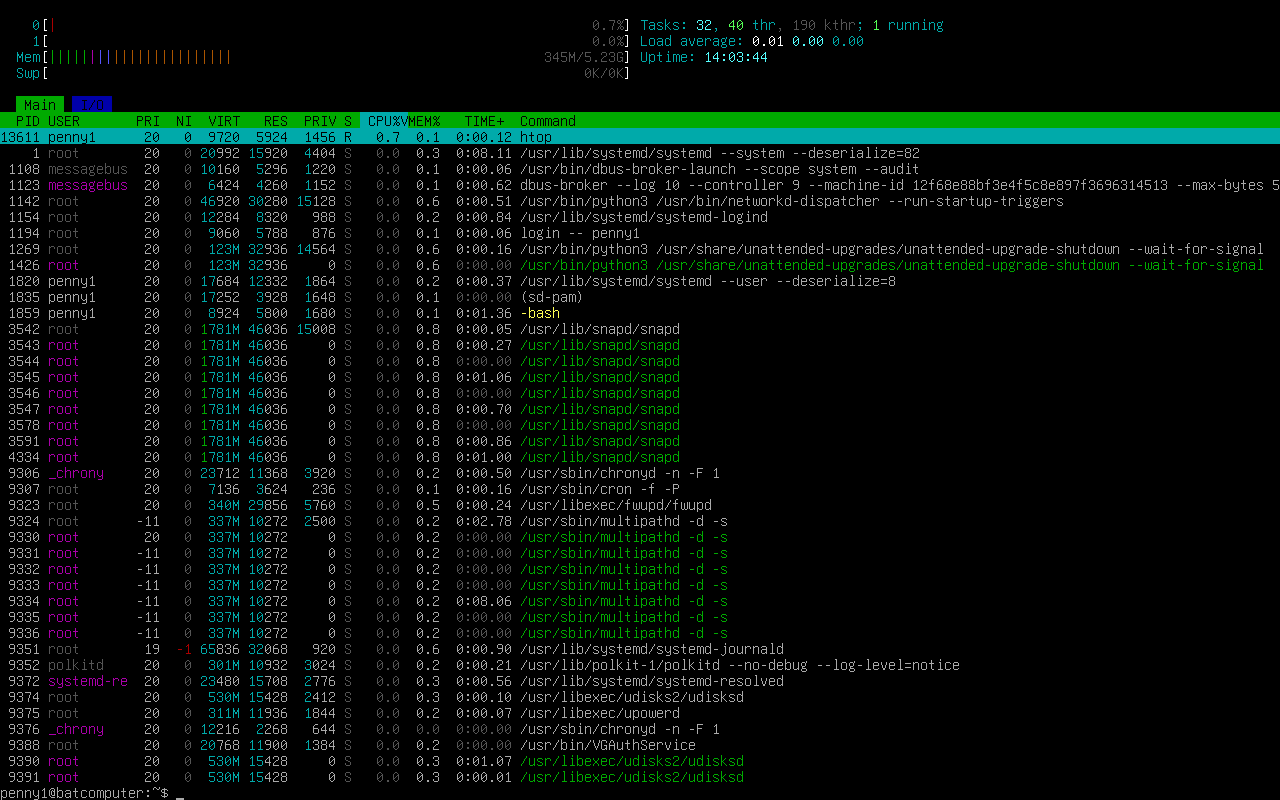 0[| 0.7%] Tasks: 32, 40 thr, 190 kthr; 1 running
1[ 0.0%] Load average: 0.01 0.00 0.00
Mem[||||||||||||||||||||||| 345M/5.23G] Uptime: 14:03:44
Swp[ 0K/0K]
Main I/O
PID USER PRI NI VIRT RES PRIV S CPU%▽MEM% TIME+ Command
13611 penny1 20 0 9720 5924 1456 R 0.7 0.1 0:00.12 htop
1 root 20 0 20992 15920 4404 S 0.0 0.3 0:08.11 /usr/lib/systemd/systemd --system --deserialize=82
1108 messagebus 20 0 10160 5296 1220 S 0.0 0.1 0:00.06 /usr/bin/dbus-broker-launch --scope system --audit
1123 messagebus 20 0 6424 4260 1152 S 0.0 0.1 0:00.62 dbus-broker --log 10 --controller 9 --machine-id 12f68e88bf3e4f5c8e897f3696314513 --max-bytes 5
1142 root 20 0 46920 30280 15128 S 0.0 0.6 0:00.51 /usr/bin/python3 /usr/bin/networkd-dispatcher --run-startup-triggers
1154 root 20 0 12284 8320 988 S 0.0 0.2 0:00.84 /usr/lib/systemd/systemd-logind
1194 root 20 0 9060 5788 876 S 0.0 0.1 0:00.06 login -- penny1
1269 root 20 0 123M 32936 14564 S 0.0 0.6 0:00.16 /usr/bin/python3 /usr/share/unattended-upgrades/unattended-upgrade-shutdown --wait-for-signal
1426 root 20 0 123M 32936 0 S 0.0 0.6 0:00.00 /usr/bin/python3 /usr/share/unattended-upgrades/unattended-upgrade-shutdown --wait-for-signal
1820 penny1 20 0 17684 12332 1864 S 0.0 0.2 0:00.37 /usr/lib/systemd/systemd --user --deserialize=8
1835 penny1 20 0 17252 3928 1648 S 0.0 0.1 0:00.00 (sd-pam)
1859 penny1 20 0 8924 5800 1680 S 0.0 0.1 0:01.36 -bash
3542 root 20 0 1781M 46036 15008 S 0.0 0.8 0:00.05 /usr/lib/snapd/snapd
3543 root 20 0 1781M 46036 0 S 0.0 0.8 0:00.27 /usr/lib/snapd/snapd
3544 root 20 0 1781M 46036 0 S 0.0 0.8 0:00.00 /usr/lib/snapd/snapd
3545 root 20 0 1781M 46036 0 S 0.0 0.8 0:01.06 /usr/lib/snapd/snapd
3546 root 20 0 1781M 46036 0 S 0.0 0.8 0:00.00 /usr/lib/snapd/snapd
3547 root 20 0 1781M 46036 0 S 0.0 0.8 0:00.70 /usr/lib/snapd/snapd
3578 root 20 0 1781M 46036 0 S 0.0 0.8 0:00.00 /usr/lib/snapd/snapd
3591 root 20 0 1781M 46036 0 S 0.0 0.8 0:00.86 /usr/lib/snapd/snapd
4334 root 20 0 1781M 46036 0 S 0.0 0.8 0:01.00 /usr/lib/snapd/snapd
9306 _chrony 20 0 23712 11368 3920 S 0.0 0.2 0:00.50 /usr/sbin/chronyd -n -F 1
9307 root 20 0 7136 3624 236 S 0.0 0.1 0:00.16 /usr/sbin/cron -f -P
9323 root 20 0 340M 29856 5760 S 0.0 0.5 0:00.24 /usr/libexec/fwupd/fwupd
9324 root -11 0 337M 10272 2500 S 0.0 0.2 0:02.78 /usr/sbin/multipathd -d -s
9330 root 20 0 337M 10272 0 S 0.0 0.2 0:00.00 /usr/sbin/multipathd -d -s
9331 root -11 0 337M 10272 0 S 0.0 0.2 0:00.00 /usr/sbin/multipathd -d -s
9332 root -11 0 337M 10272 0 S 0.0 0.2 0:00.00 /usr/sbin/multipathd -d -s
9333 root -11 0 337M 10272 0 S 0.0 0.2 0:00.00 /usr/sbin/multipathd -d -s
9334 root -11 0 337M 10272 0 S 0.0 0.2 0:08.06 /usr/sbin/multipathd -d -s
9335 root -11 0 337M 10272 0 S 0.0 0.2 0:00.00 /usr/sbin/multipathd -d -s
9336 root -11 0 337M 10272 0 S 0.0 0.2 0:00.00 /usr/sbin/multipathd -d -s
9351 root 19 -1 65836 32068 920 S 0.0 0.6 0:00.90 /usr/lib/systemd/systemd-journald
9352 polkitd 20 0 301M 10932 3024 S 0.0 0.2 0:00.21 /usr/lib/polkit-1/polkitd --no-debug --log-level=notice
9372 systemd-re 20 0 23480 15708 2776 S 0.0 0.3 0:00.56 /usr/lib/systemd/systemd-resolved
9374 root 20 0 530M 15428 2412 S 0.0 0.3 0:00.10 /usr/libexec/udisks2/udisksd
9375 root 20 0 311M 11936 1844 S 0.0 0.2 0:00.07 /usr/libexec/upowerd
9376 _chrony 20 0 12216 2268 644 S 0.0 0.0 0:00.00 /usr/sbin/chronyd -n -F 1
9388 root 20 0 20768 11900 1384 S 0.0 0.2 0:00.00 /usr/bin/VGAuthService
9390 root 20 0 530M 15428 0 S 0.0 0.3 0:01.07 /usr/libexec/udisks2/udisksd
9391 root 20 0 530M 15428 0 S 0.0 0.3 0:00.01 /usr/libexec/udisks2/udisksd
penny1@batcomputer:~$ _